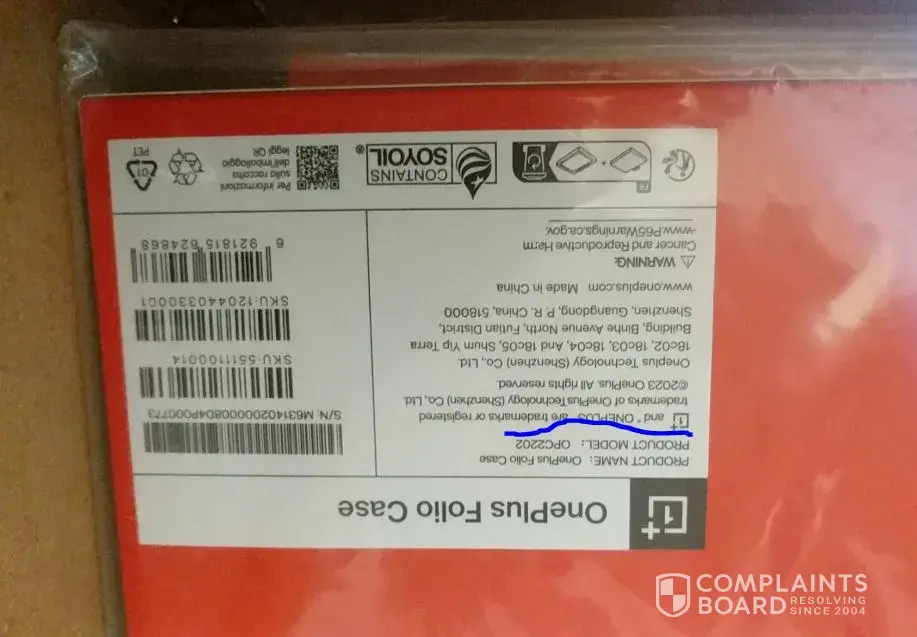 OnePlus Folio Case
PRODUCT NAME: OnePlus Folio Case
PRODUCT MODEL: OPC2202
and "ONEPLUS" are trademarks or registered
trademarks of OnePlusTechnology (Shenzhen) Co., Ltd.
©2023 OnePlus. All rights reserved.
Oneplus Technology (Shenzhen) Co., Ltd.
18c02, 18c03, 18c04, And 18c05, Shum Yip Terra
Building, Binhe Avenue North, Futian District,
Shenzhen, Guangdong, P. R. China, 518000
www.oneplus.com Made in China
WARNING:
Cancer and Reproductive Harm
-www.P65Warnings.ca.gov.
S/N: M631402000008D4P000773
SKU:5511100014
SKU:120440330001
6 921815 624868
FR
CONTAINS
SOYOIL
®
Per informazioni
sulla raccolta
dell'imballaggio
leggi QR
01
PET
COMPLAINTS
BOARD RESOLVING
SINCE 2004